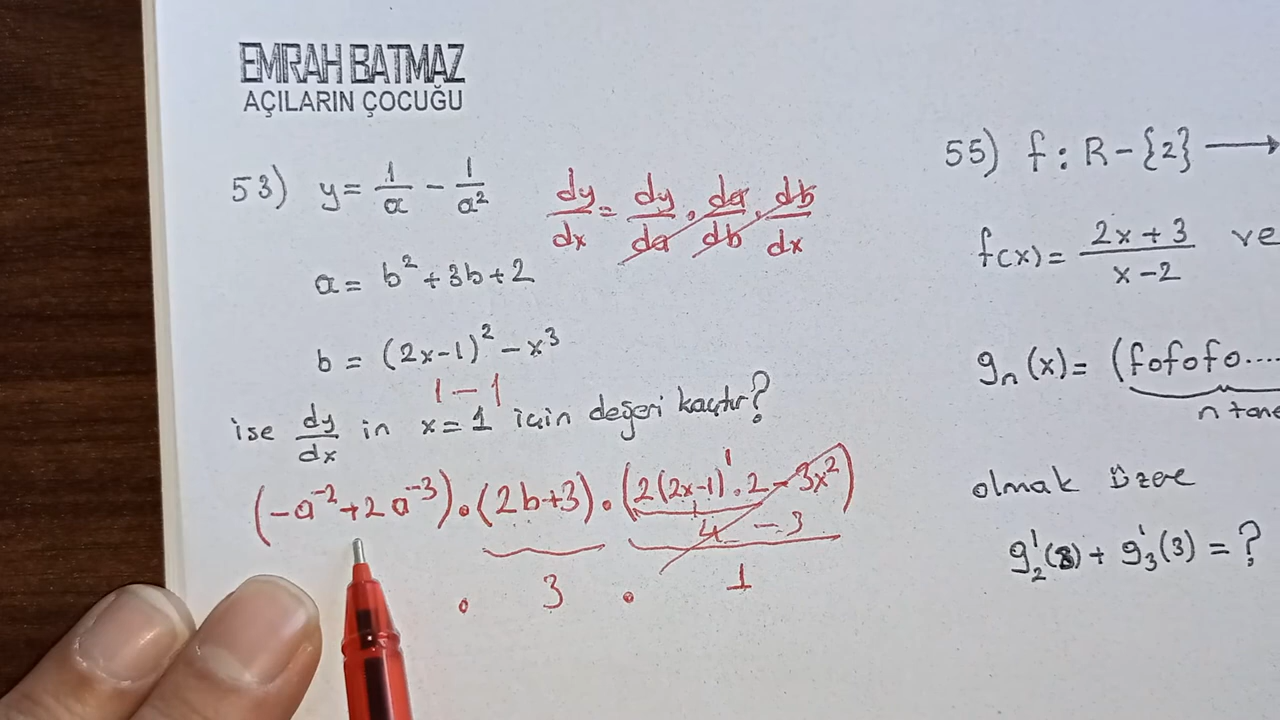 EMRAH BATMAZ
AÇILARIN ÇOCUĞU
53) y = 1/a - 1/a²
dy/dx = dy/da . da/db . db/dx
a = b² + 3b + 2
b = (2x-1)² - x³
1 - 1
ise dy/dx in x = 1 için değeri kaçtır?
(-a⁻² + 2a⁻³) . (2b+3) . (2(2x-1)¹ . 2 - 3x²)
4 - 3
. 3 . 1
55) f : R - {2} →
f(x) = 2x+3/x-2 ve
gₙ(x) = (fofofo....
n tane
olmak üzere
g₂'(8) + g₃'(3) = ?